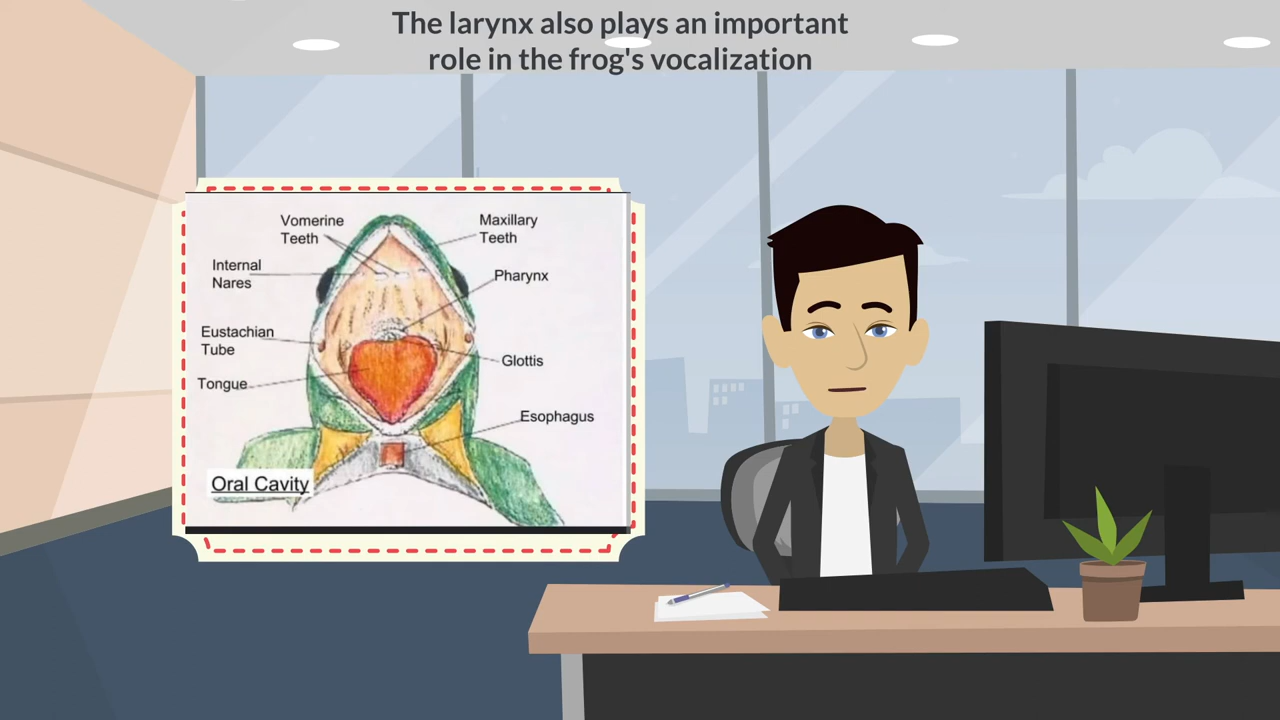 The larynx also plays an important
role in the frog's vocalization
Vomerine
Teeth
Maxillary
Teeth
Internal
Nares
Pharynx
Eustachian
Tube
Glottis
Tongue
Esophagus
Oral Cavity